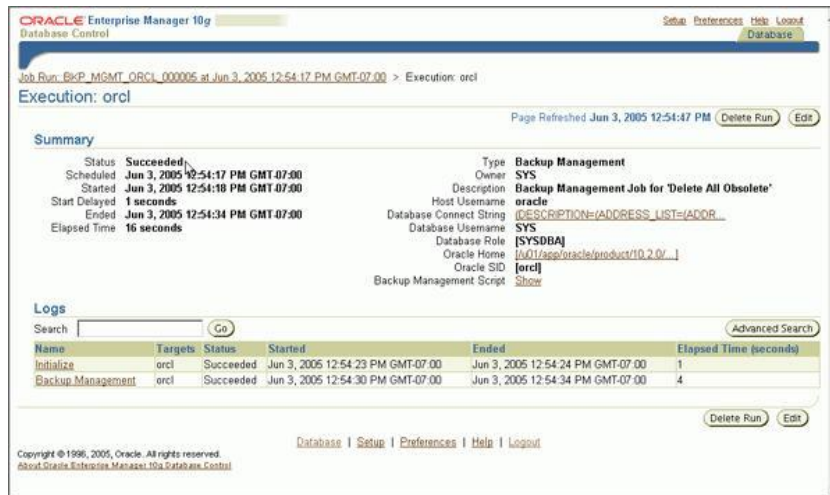 ORACLE Enterprise Manager 10g
Database Control
Setup Preferences Help Logout
Database
Job Run: BKP_MGMT_ORCL_000005 at Jun 3, 2005 12:54:17 PM GMT-07:00 > Execution: orcl
Execution: orcl
Page Refreshed Jun 3, 2005 12:54:47 PM Delete Run Edit
Summary
Status Succeeded
Scheduled Jun 3, 2005 12:54:17 PM GMT-07:00
Started Jun 3, 2005 12:54:18 PM GMT-07:00
Start Delayed 1 seconds
Ended Jun 3, 2005 12:54:34 PM GMT-07:00
Elapsed Time 16 seconds
Type Backup Management
Owner SYS
Description Backup Management Job for 'Delete All Obsolete'
Host Username oracle
Database Connect String (DESCRIPTION=(ADDRESS_LIST=(ADDR...
Database Username SYS
Database Role [SYSDBA]
Oracle Home [/u01/app/oracle/product/10.2.0/...]
Oracle SID [orcl]
Backup Management Script Show
Logs
Search Go Advanced Search
Name Targets Status Started Ended Elapsed Time (seconds)
Initialize orcl Succeeded Jun 3, 2005 12:54:23 PM GMT-07:00 Jun 3, 2005 12:54:24 PM GMT-07:00 1
Backup Management orcl Succeeded Jun 3, 2005 12:54:30 PM GMT-07:00 Jun 3, 2005 12:54:34 PM GMT-07:00 4
Delete Run Edit
Database | Setup | Preferences | Help | Logout
Copyright © 1996, 2005, Oracle. All rights reserved.
About Oracle Enterprise Manager 10g Database Control